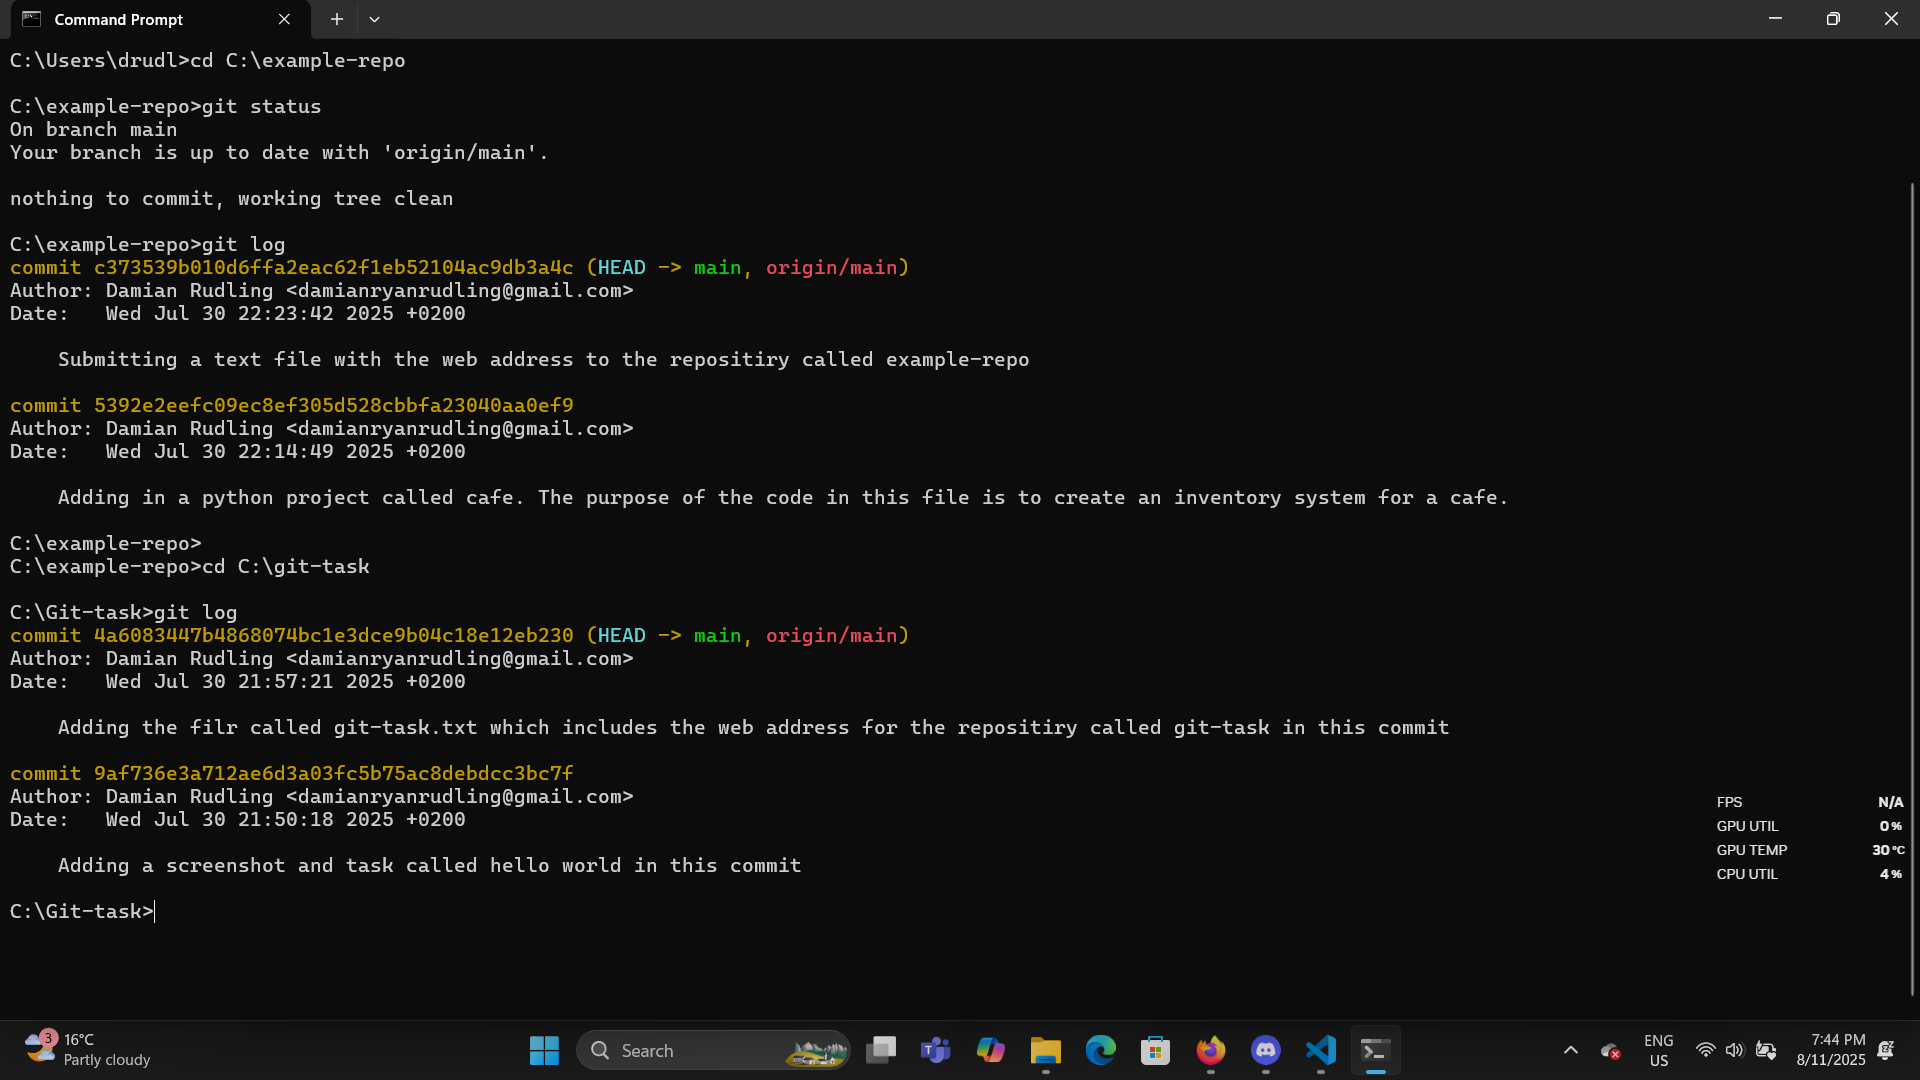 Command Prompt
C:\Users\drudl>cd C:\example-repo
C:\example-repo>git status
On branch main
Your branch is up to date with 'origin/main'.
nothing to commit, working tree clean
C:\example-repo>git log
commit c373539b010d6ffa2eac62f1eb52104ac9db3a4c (HEAD -> main, origin/main)
Author: Damian Rudling <damianryanrudling@gmail.com>
Date:   Wed Jul 30 22:23:42 2025 +0200
Submitting a text file with the web address to the repositiry called example-repo
commit 5392e2eefc09ec8ef305d528cbbfa23040aa0ef9
Author: Damian Rudling <damianryanrudling@gmail.com>
Date:   Wed Jul 30 22:14:49 2025 +0200
Adding in a python project called cafe. The purpose of the code in this file is to create an inventory system for a cafe.
C:\example-repo>
C:\example-repo>cd C:\git-task
C:\Git-task>git log
commit 4a6083447b4868074bc1e3dce9b04c18e12eb230 (HEAD -> main, origin/main)
Author: Damian Rudling <damianryanrudling@gmail.com>
Date:   Wed Jul 30 21:57:21 2025 +0200
Adding the filr called git-task.txt which includes the web address for the repositiry called git-task in this commit
commit 9af736e3a712ae6d3a03fc5b75ac8debdcc3bc7f
Author: Damian Rudling <damianryanrudling@gmail.com>
Date:   Wed Jul 30 21:50:18 2025 +0200
Adding a screenshot and task called hello world in this commit
C:\Git-task>
FPS N/A
GPU UTIL 0%
GPU TEMP 30°C
CPU UTIL 4%
3
16°C
Partly cloudy
Search
ENG
US
7:44 PM
8/11/2025